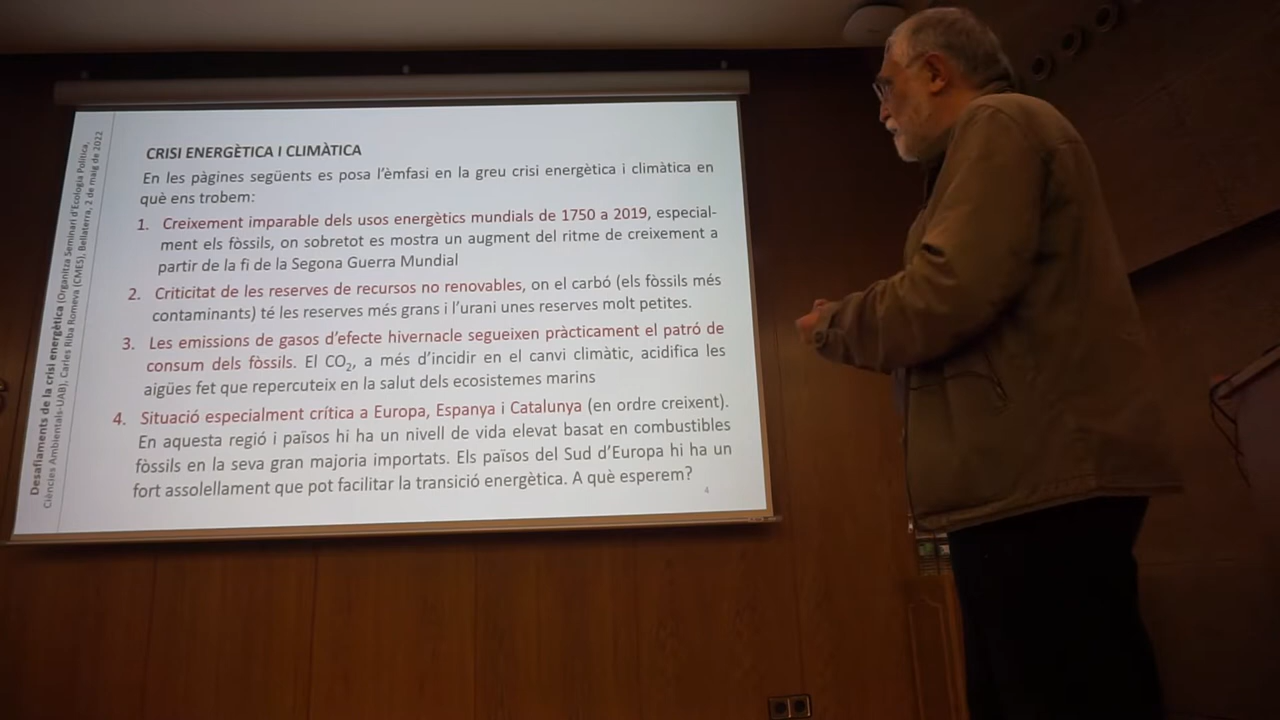 CRISI ENERGÈTICA I CLIMÀTICA
En les pàgines següents es posa l'èmfasi en la greu crisi energètica i climàtica en
què ens trobem:
1. Creixement imparable dels usos energètics mundials de 1750 a 2019, especial-
ment els fòssils, on sobretot es mostra un augment del ritme de creixement a
partir de la fi de la Segona Guerra Mundial
2. Criticitat de les reserves de recursos no renovables, on el carbó (els fòssils més
contaminants) té les reserves més grans i l'urani unes reserves molt petites.
3. Les emissions de gasos d'efecte hivernacle segueixen pràcticament el patró de
consum dels fòssils. El CO₂, a més d'incidir en el canvi climàtic, acidifica les
aigües fet que repercuteix en la salut dels ecosistemes marins
4. Situació especialment crítica a Europa, Espanya i Catalunya (en ordre creixent).
En aquesta regió i països hi ha un nivell de vida elevat basat en combustibles
fòssils en la seva gran majoria importats. Els països del Sud d'Europa hi ha un
fort assolellament que pot facilitar la transició energètica. A què esperem?
4
Desafiaments de la crisi energètica (Organitza Seminari d'Ecologia Política,
Ciències Ambientals-UAB), Carles Riba Romeva (CMES), Bellaterra, 2 de maig de 2022